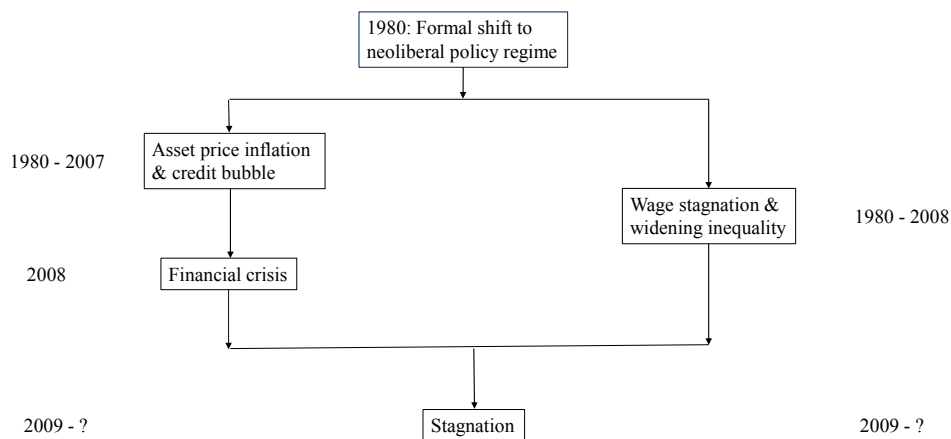 1980: Formal shift to
neoliberal policy regime
1980 - 2007
Asset price inflation
& credit bubble
Wage stagnation &
widening inequality
1980 - 2008
2008
Financial crisis
2009 - ?
Stagnation
2009 - ?